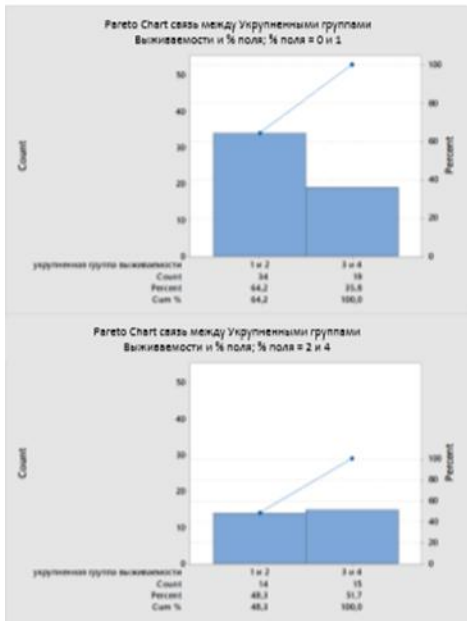 Pareto Chart связь между Укрупненными группами
Выживаемости и % поля; % поля = 0 и 1
Count
Percent
50
40
30
20
10
0
100
80
60
40
20
0
укрупненная группа выживаемости 1 и 2 3 и 4
Count 34 19
Percent 64,2 35,8
Cum % 64,2 100,0
Pareto Chart связь между Укрупненными группами
Выживаемости и % поля; % поля = 2 и 4
Count
Percent
50
40
30
20
10
0
100
80
60
40
20
0
укрупненная группа выживаемости 1 и 2 3 и 4
Count 14 15
Percent 48,3 51,7
Cum % 48,3 100,0